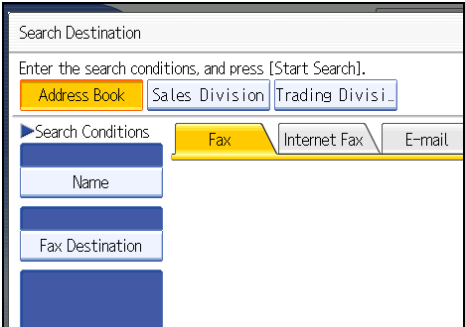 Search Destination
Enter the search conditions, and press [Start Search].
Address Book Sales Division Trading Divisi...
▶Search Conditions Fax Internet Fax E-mail
Name
Fax Destination